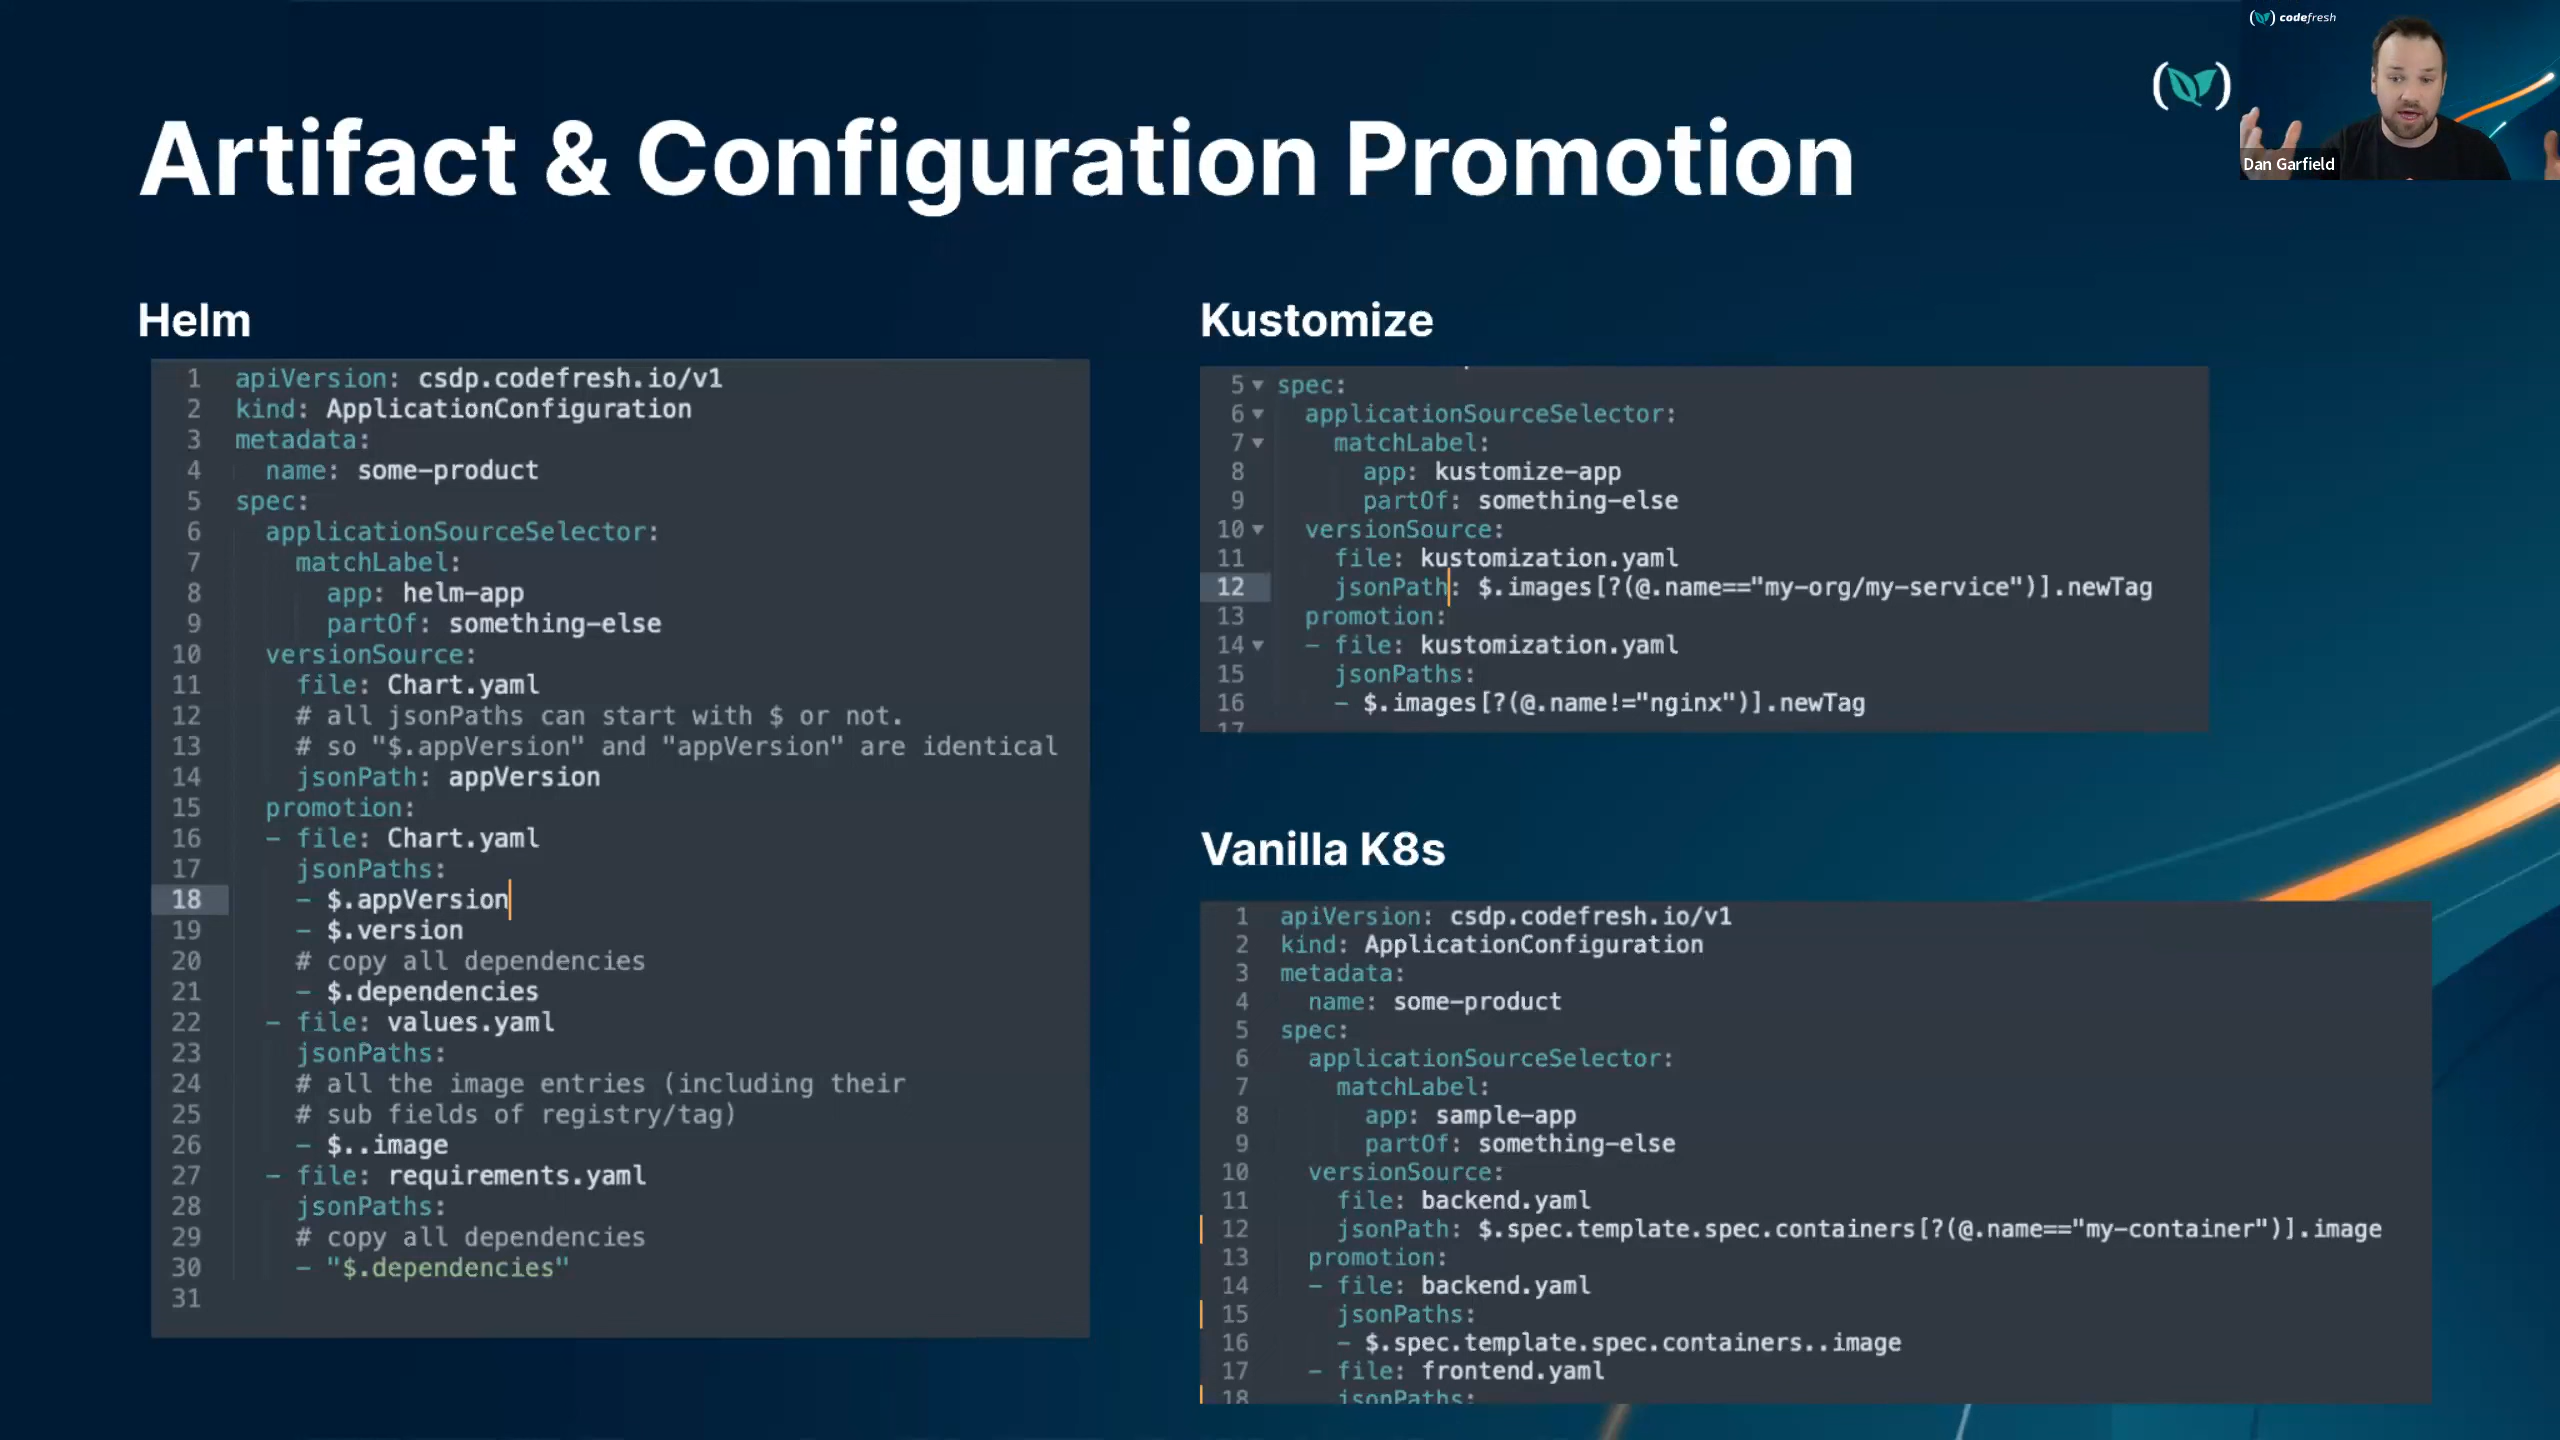 codefresh
Dan Garfield
Artifact & Configuration Promotion
Helm
1 apiVersion: csdp.codefresh.io/v1
2 kind: ApplicationConfiguration
3 metadata:
4 name: some-product
5 spec:
6 applicationSourceSelector:
7 matchLabel:
8 app: helm-app
9 partOf: something-else
10 versionSource:
11 file: Chart.yaml
12 # all jsonPaths can start with $ or not.
13 # so "$.appVersion" and "appVersion" are identical
14 jsonPath: appVersion
15 promotion:
16 - file: Chart.yaml
17 jsonPaths:
18 - $.appVersion
19 - $.version
20 # copy all dependencies
21 - $.dependencies
22 - file: values.yaml
23 jsonPaths:
24 # all the image entries (including their
25 # sub fields of registry/tag)
26 - $..image
27 - file: requirements.yaml
28 jsonPaths:
29 # copy all dependencies
30 - "$.dependencies"
31
Kustomize
5 spec:
6 applicationSourceSelector:
7 matchLabel:
8 app: kustomize-app
9 partOf: something-else
10 versionSource:
11 file: kustomization.yaml
12 jsonPath: $.images[?(@.name=="my-org/my-service")].newTag
13 promotion:
14 - file: kustomization.yaml
15 jsonPaths:
16 - $.images[?(@.name!="nginx")].newTag
17
Vanilla K8s
1 apiVersion: csdp.codefresh.io/v1
2 kind: ApplicationConfiguration
3 metadata:
4 name: some-product
5 spec:
6 applicationSourceSelector:
7 matchLabel:
8 app: sample-app
9 partOf: something-else
10 versionSource:
11 file: backend.yaml
12 jsonPath: $.spec.template.spec.containers[?(@.name=="my-container")].image
13 promotion:
14 - file: backend.yaml
15 jsonPaths:
16 - $.spec.template.spec.containers..image
17 - file: frontend.yaml
18 jsonPaths: